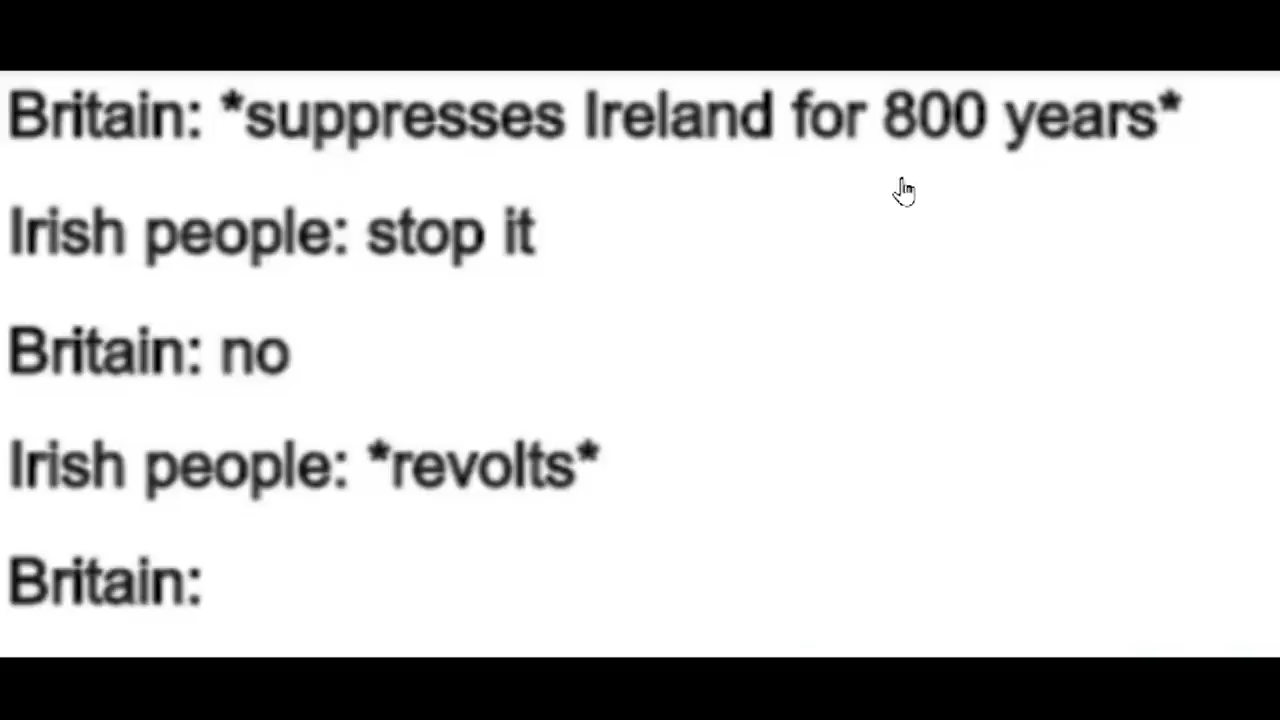 Britain: *suppresses Ireland for 800 years*
Irish people: stop it
Britain: no
Irish people: *revolts*
Britain: